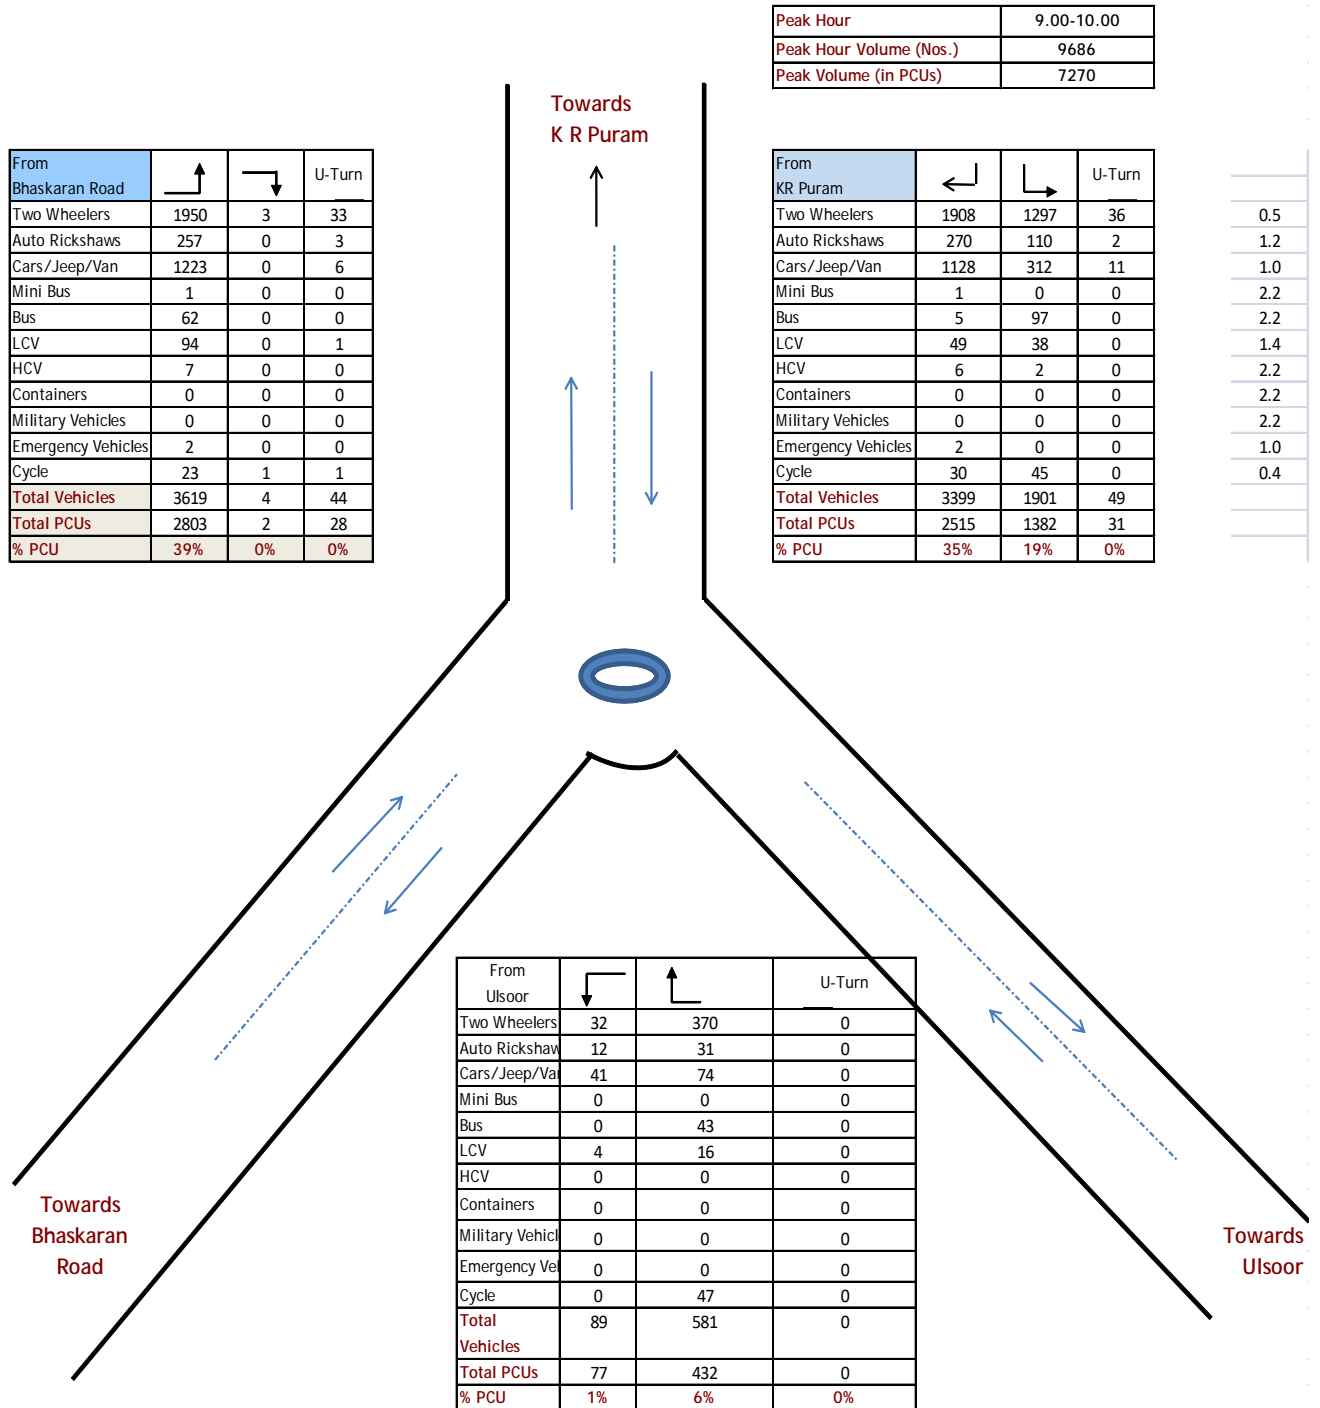 Peak Hour 9.00-10.00
Peak Hour Volume (Nos.) 9686
Peak Volume (in PCUs) 7270
Towards
K R Puram
From
Bhaskaran Road U-Turn
Two Wheelers 1950 3 33
Auto Rickshaws 257 0 3
Cars/Jeep/Van 1223 0 6
Mini Bus 1 0 0
Bus 62 0 0
LCV 94 0 1
HCV 7 0 0
Containers 0 0 0
Military Vehicles 0 0 0
Emergency Vehicles 2 0 0
Cycle 23 1 1
Total Vehicles 3619 4 44
Total PCUs 2803 2 28
% PCU 39% 0% 0%
From
KR Puram U-Turn
Two Wheelers 1908 1297 36
Auto Rickshaws 270 110 2
Cars/Jeep/Van 1128 312 11
Mini Bus 1 0 0
Bus 5 97 0
LCV 49 38 0
HCV 6 2 0
Containers 0 0 0
Military Vehicles 0 0 0
Emergency Vehicles 2 0 0
Cycle 30 45 0
Total Vehicles 3399 1901 49
Total PCUs 2515 1382 31
% PCU 35% 19% 0%
0.5
1.2
1.0
2.2
2.2
1.4
2.2
2.2
2.2
1.0
0.4
From
Ulsoor U-Turn
Two Wheelers 32 370 0
Auto Rickshaw 12 31 0
Cars/Jeep/Va 41 74 0
Mini Bus 0 0 0
Bus 0 43 0
LCV 4 16 0
HCV 0 0 0
Containers 0 0 0
Military Vehicl 0 0 0
Emergency Ve 0 0 0
Cycle 0 47 0
Total
Vehicles 89 581 0
Total PCUs 77 432 0
% PCU 1% 6% 0%
Towards
Bhaskaran
Road
Towards
Ulsoor